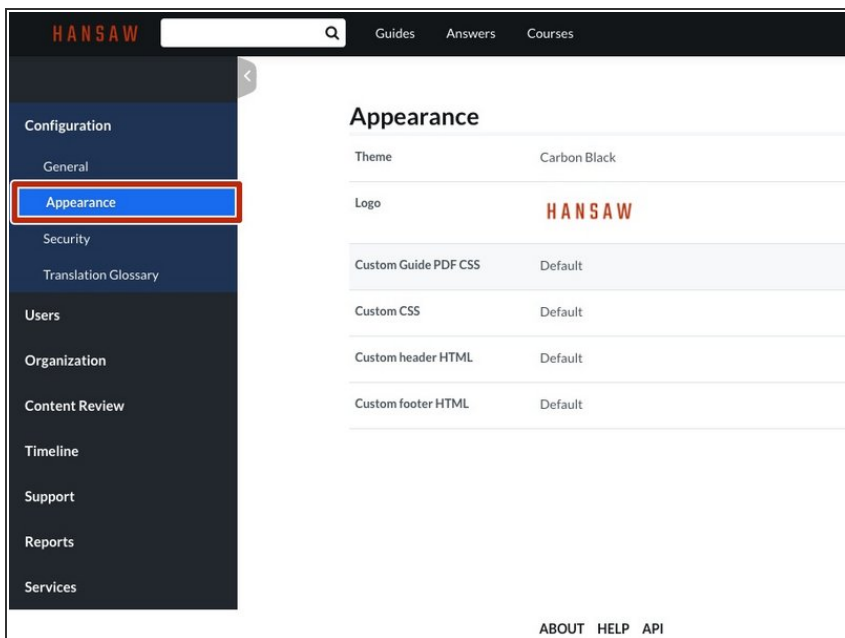 HANSAW Guides Answers Courses
Configuration
General
Appearance
Security
Translation Glossary
Users
Organization
Content Review
Timeline
Support
Reports
Services
Appearance
Theme Carbon Black
Logo HANSAW
Custom Guide PDF CSS Default
Custom CSS Default
Custom header HTML Default
Custom footer HTML Default
ABOUT HELP API